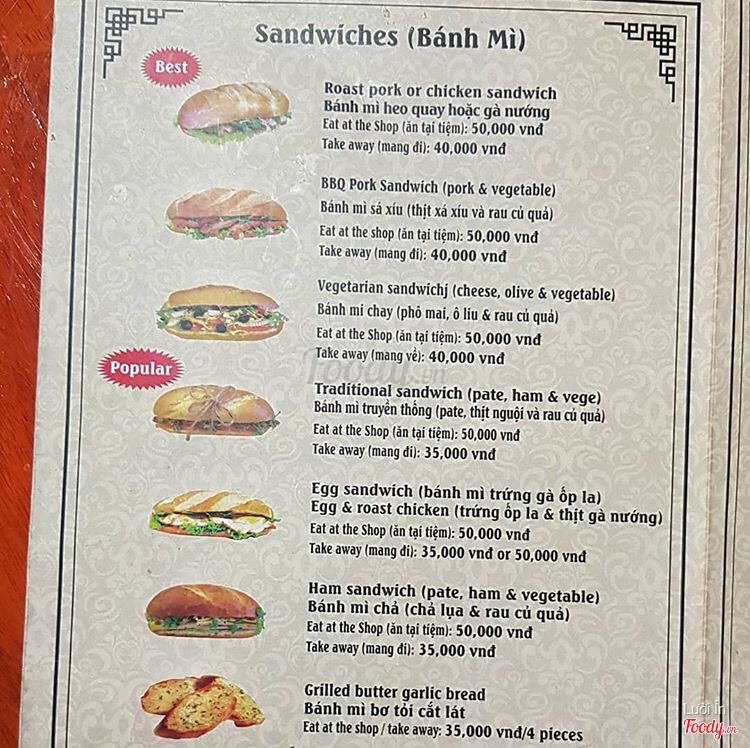 Sandwiches (Bánh Mì)
Best
Roast pork or chicken sandwich
Bánh mì heo quay hoặc gà nướng
Eat at the Shop (ăn tại tiệm): 50,000 vnđ
Take away (mang đi): 40,000 vnđ
BBQ Pork Sandwich (pork & vegetable)
Bánh mì sá xíu (thịt xá xíu và rau củ quả)
Eat at the shop (ăn tại tiệm): 50,000 vnđ
Take away (mang đi): 40,000 vnđ
Vegetarian sandwichj (cheese, olive & vegetable)
Bánh mì chay (phô mai, ô liu & rau củ quả)
Eat at the Shop (ăn tại tiệm): 50,000 vnđ
Take away (mang về): 40,000 vnđ
Popular
Traditional sandwich (pate, ham & vege)
Bánh mì truyền thống (pate, thịt nguội và rau củ quả)
Eat at the Shop (ăn tại tiệm): 50,000 vnđ
Take away (mang đi): 35,000 vnđ
Egg sandwich (bánh mì trứng gà ốp la)
Egg & roast chicken (trứng ốp la & thịt gà nướng)
Eat at the Shop (ăn tại tiệm): 50,000 vnđ
Take away (mang đi): 35,000 vnđ or 50,000 vnđ
Ham sandwich (pate, ham & vegetable)
Bánh mì chả (chả lụa & rau củ quả)
Eat at the Shop (ăn tại tiệm): 50,000 vnđ
Take away (mang đi): 35,000 vnđ
Grilled butter garlic bread
Bánh mì bơ tỏi cắt lát
Eat at the shop / take away: 35,000 vnđ/4 pieces
Lười Ín
Foody.vn